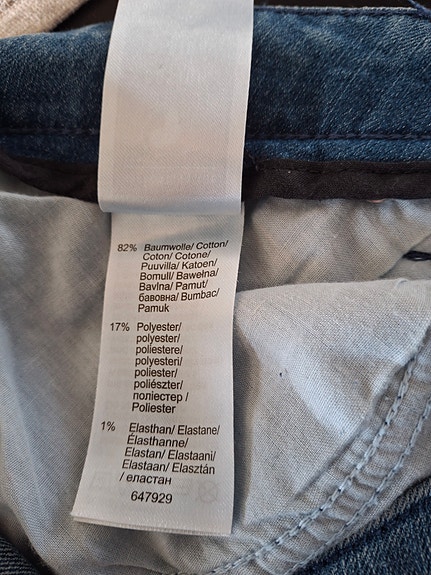 82% Baumwolle/ Cotton/
Coton/ Cotone/
Puuvilla/ Katoen/
Bomull/ Bawełna/
Bavlna/ Pamut/
бавовна/ Bumbac/
Pamuk
17% Polyester/
polyester/
poliestere/
polyesteri/
poliester/
poliészter/
поліестер /
Poliester
1% Elasthan/ Elastane/
Élasthanne/
Elastan/ Elastaani/
Elastaan/ Elasztán
/ еластан
647929